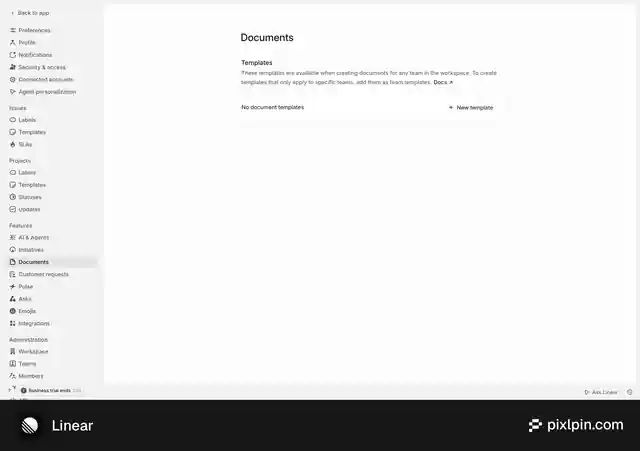 Back to app
Preferences
Profile
Notifications
Security & access
Connected accounts
Agent personalization
Issues
Labels
Templates
SLAs
Projects
Labels
Templates
Statuses
Updates
Features
AI & Agents
Initiatives
Documents
Customer requests
Pulse
Asks
Emojis
Integrations
Administration
Workspace
Teams
Members
Business trial ends
Documents
Templates
These templates are available when creating documents for any team in the workspace. To create
templates that only apply to specific teams, add them as team templates. Docs ↗
No document templates
+ New template
Ask Linear
Linear
pixlpin.com